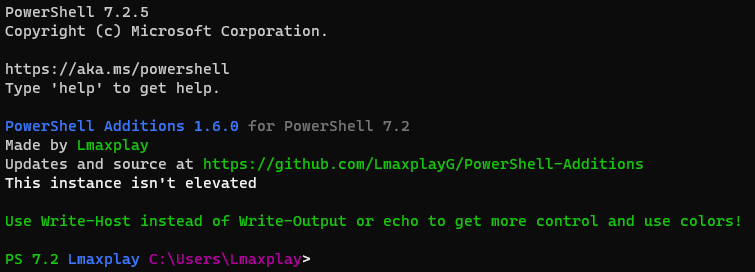 PowerShell 7.2.5
Copyright (c) Microsoft Corporation.
https://aka.ms/powershell
Type 'help' to get help.
PowerShell Additions 1.6.0 for PowerShell 7.2
Made by Lmaxplay
Updates and source at https://github.com/LmaxplayG/PowerShell-Additions
This instance isn't elevated
Use Write-Host instead of Write-Output or echo to get more control and use colors!
PS 7.2 Lmaxplay C:\Users\Lmaxplay>